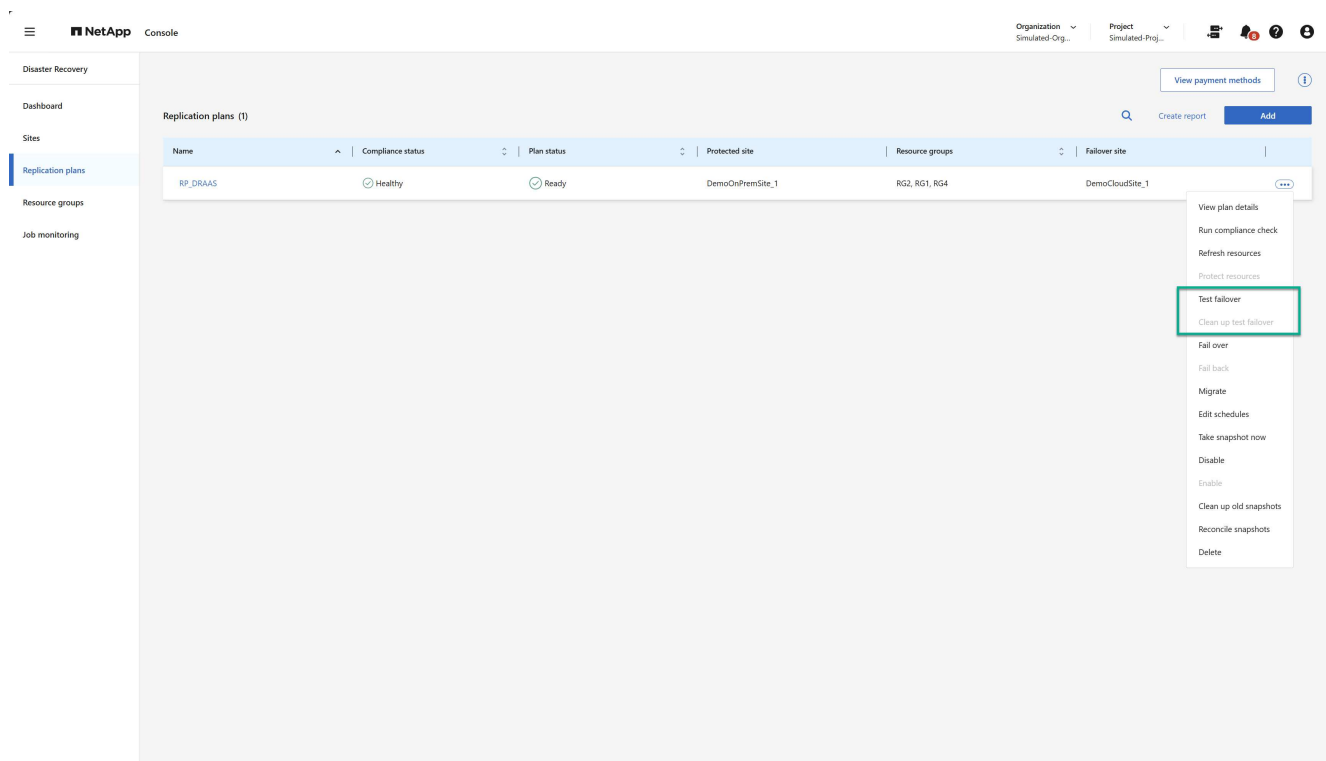 NetApp Console
Organization
Simulated-Org...
Project
Simulated-Proj...
8
Disaster Recovery
Dashboard
Sites
Replication plans
Resource groups
Job monitoring
View payment methods
Replication plans (1)
Create report
Add
Name Compliance status Plan status Protected site Resource groups Failover site
RP_DRAAS Healthy Ready DemoOnPremSite_1 RG2, RG1, RG4 DemoCloudSite_1
View plan details
Run compliance check
Refresh resources
Protect resources
Test failover
Clean up test failover
Fail over
Fail back
Migrate
Edit schedules
Take snapshot now
Disable
Enable
Clean up old snapshots
Reconcile snapshots
Delete